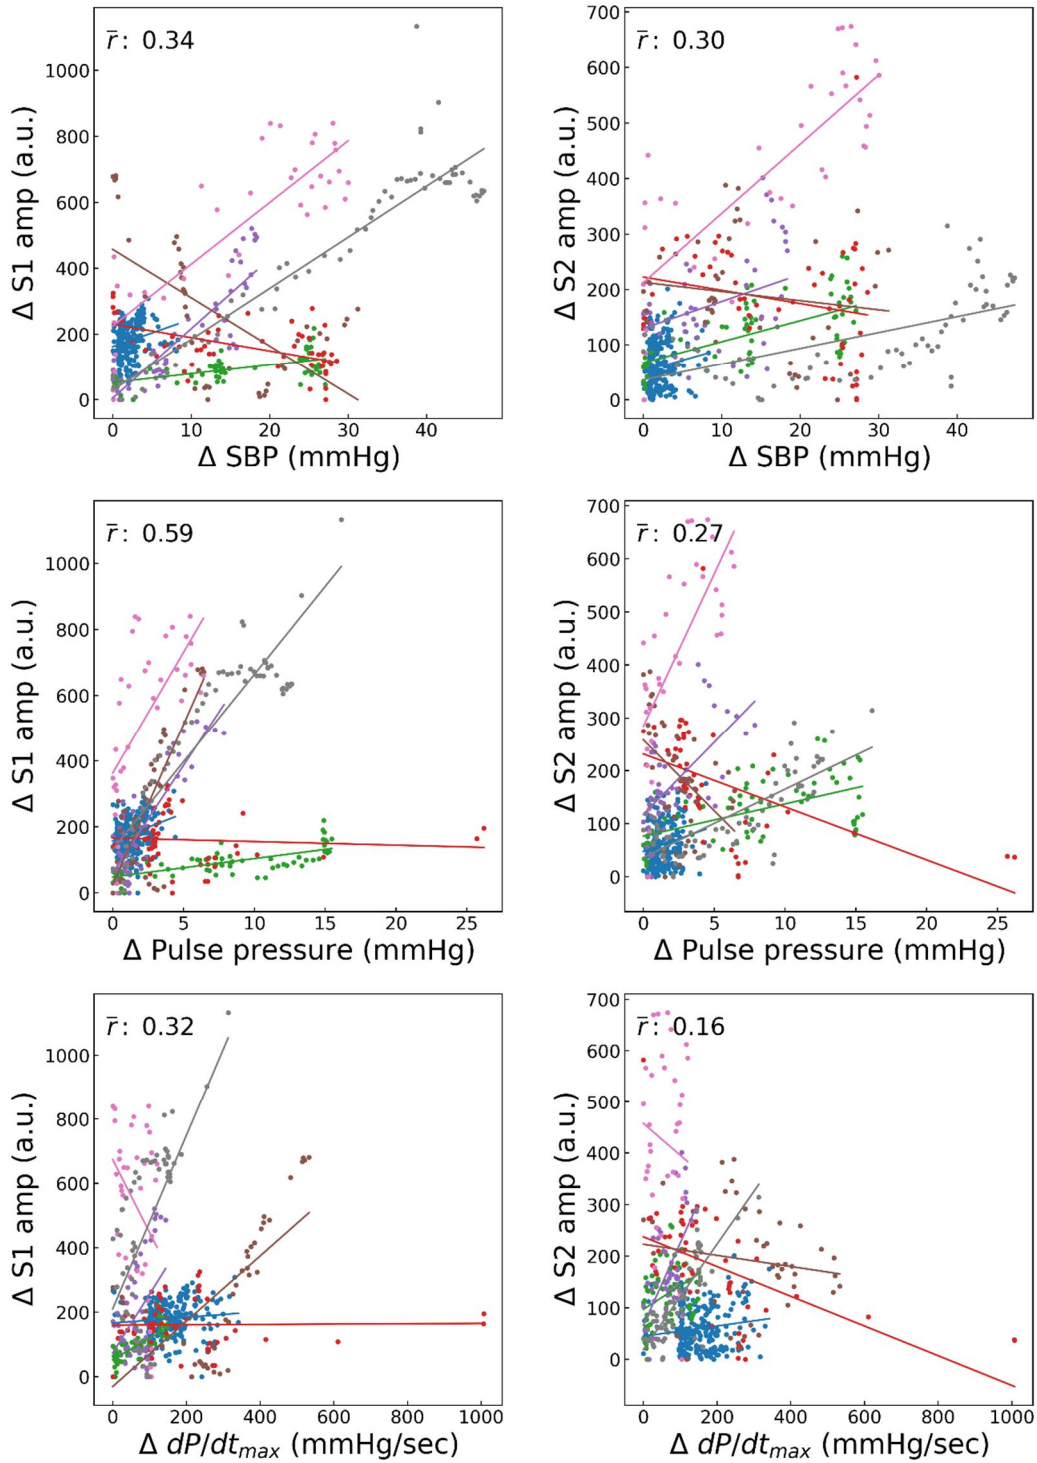 r̄ : 0.34
1000
800
600
400
200
0
Δ S1 amp (a.u.)
0 10 20 30 40
Δ SBP (mmHg)
r̄ : 0.30
700
600
500
400
300
200
100
0
Δ S2 amp (a.u.)
0 10 20 30 40
Δ SBP (mmHg)
r̄ : 0.59
1000
800
600
400
200
0
Δ S1 amp (a.u.)
0 5 10 15 20 25
Δ Pulse pressure (mmHg)
r̄ : 0.27
700
600
500
400
300
200
100
0
Δ S2 amp (a.u.)
0 5 10 15 20 25
Δ Pulse pressure (mmHg)
r̄ : 0.32
1000
800
600
400
200
0
Δ S1 amp (a.u.)
0 200 400 600 800 1000
Δ dP/dtmax (mmHg/sec)
r̄ : 0.16
700
600
500
400
300
200
100
0
Δ S2 amp (a.u.)
0 200 400 600 800 1000
Δ dP/dtmax (mmHg/sec)